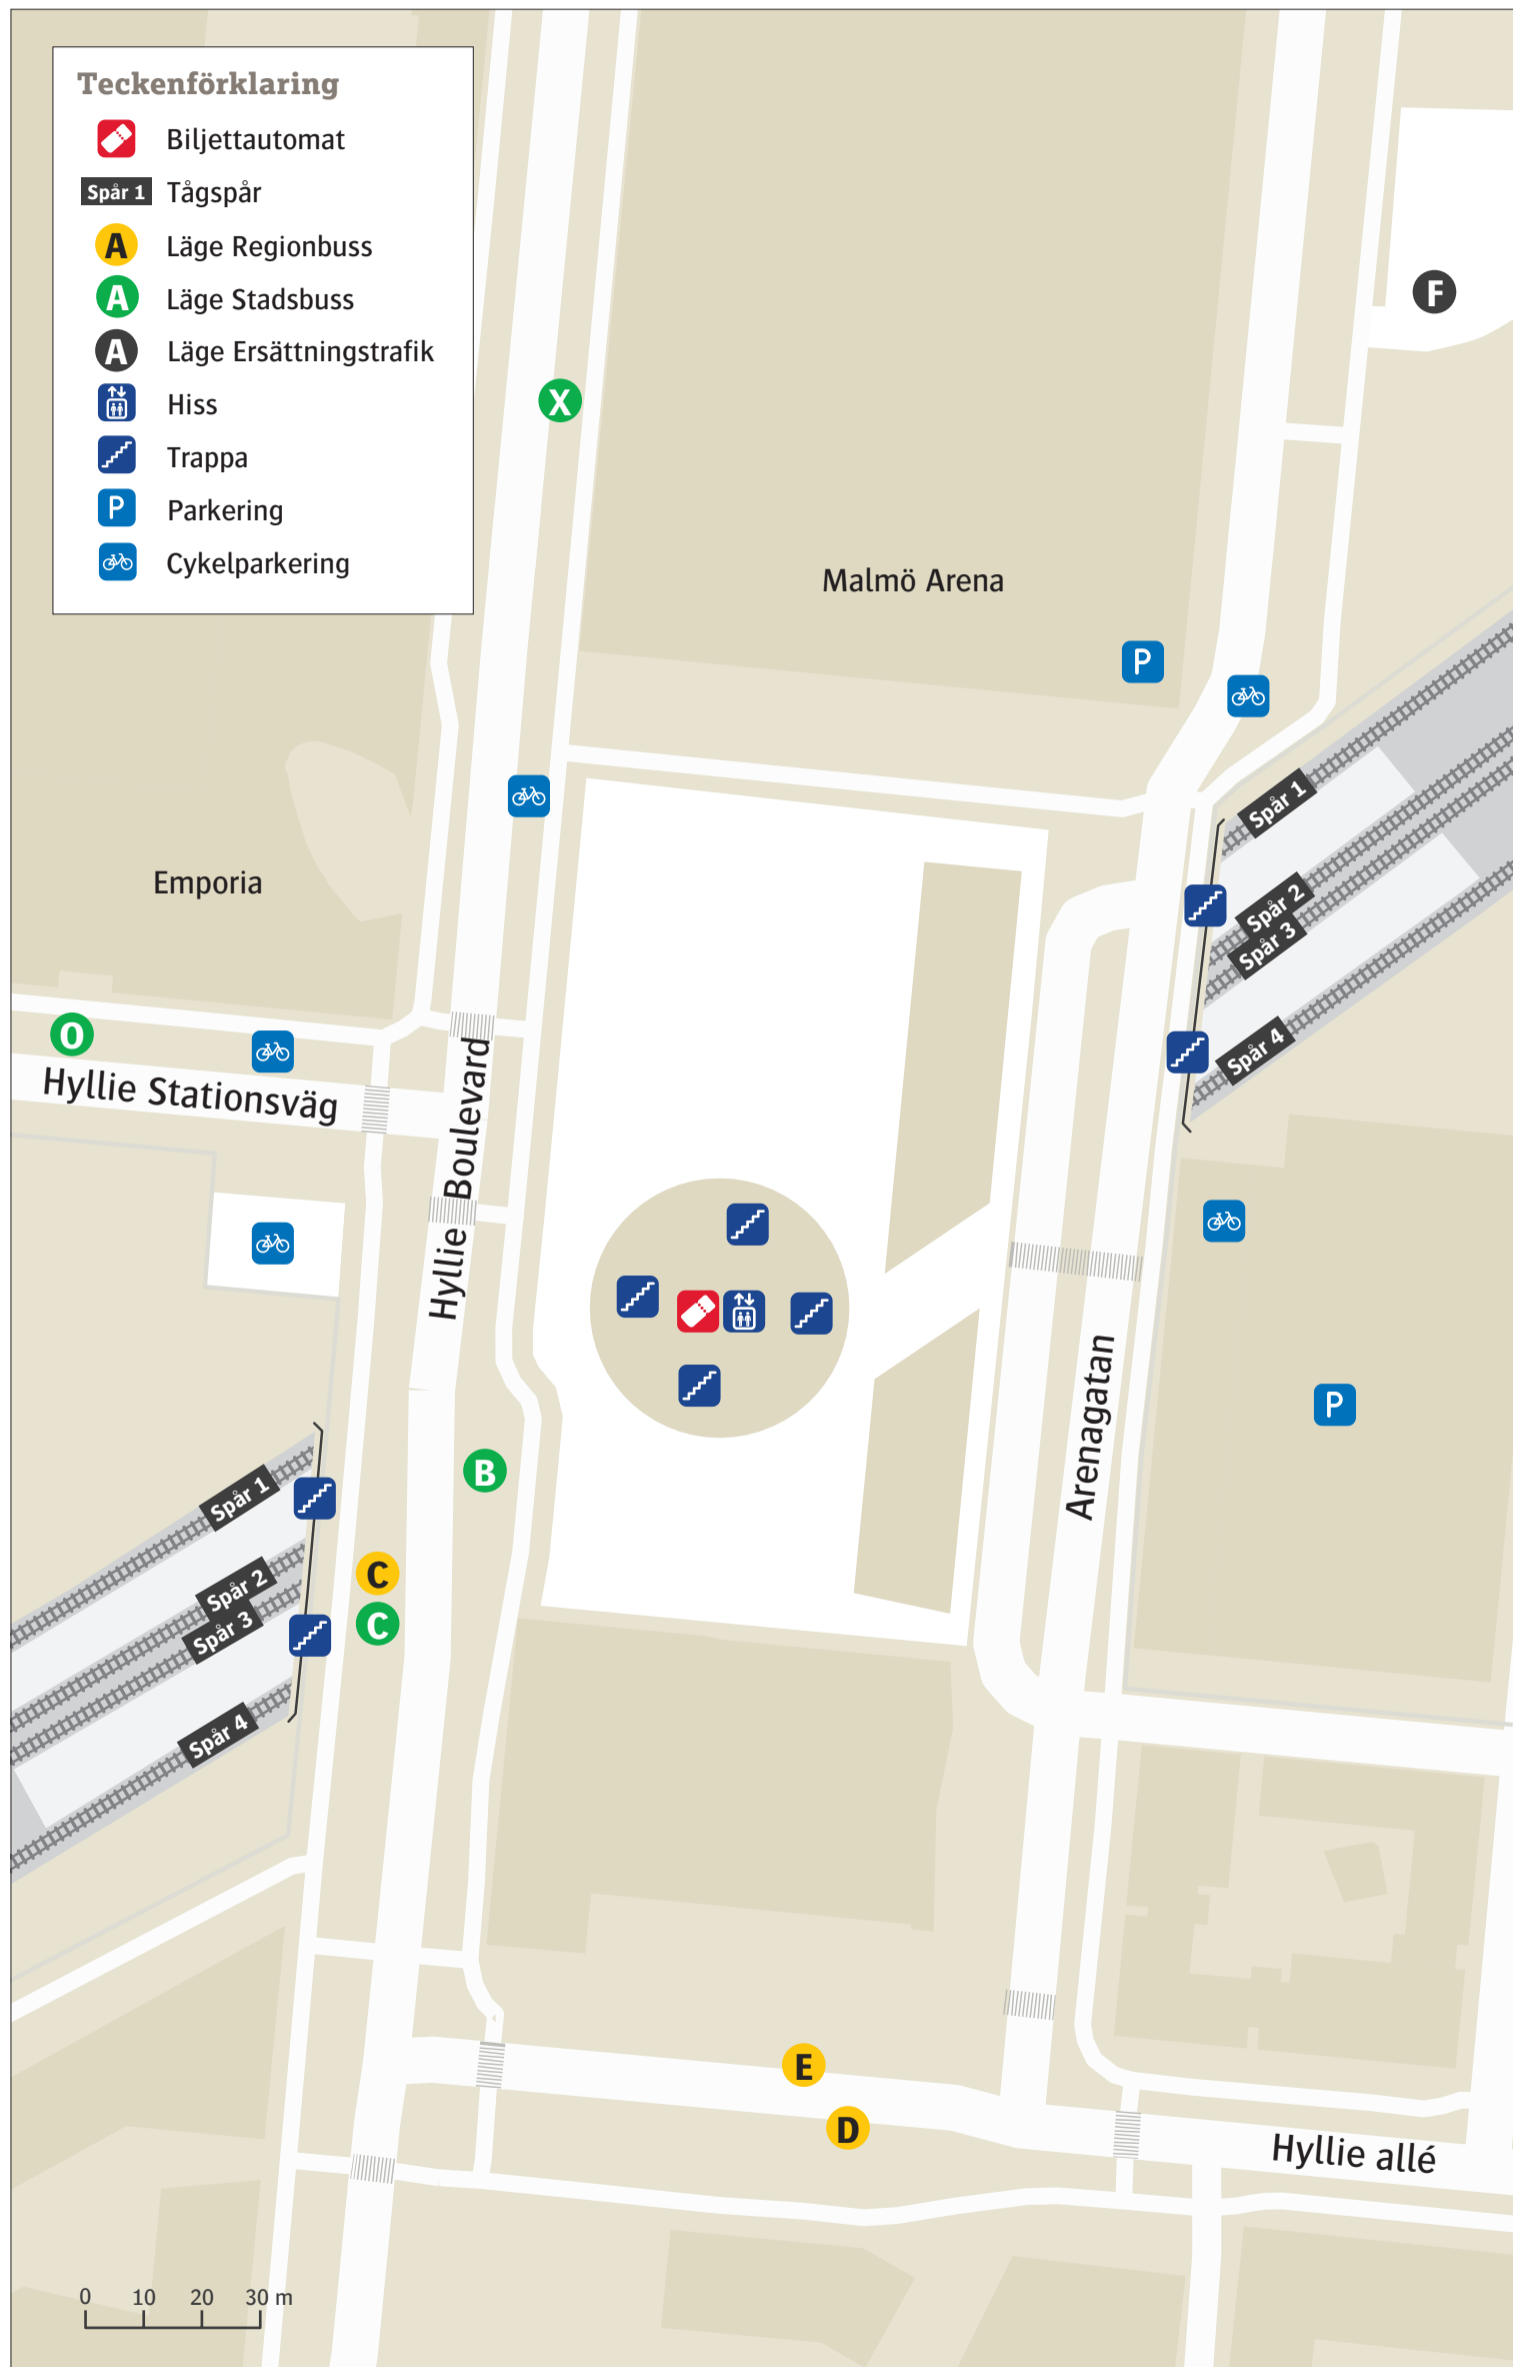 Teckenförklaring
Biljettautomat
Spår 1 Tågspår
A Läge Regionbuss
A Läge Stadsbuss
A Läge Ersättningstrafik
Hiss
Trappa
P Parkering
Cykelparkering
F
X
Malmö Arena
P
Spår 1
Emporia
Spår 2
Spår 3
O
Spår 4
Hyllie Stationsväg
Hyllie Boulevard
Arenagatan
P
B
Spår 1
C
Spår 2
C
Spår 3
Spår 4
E
D
Hyllie allé
0 10 20 30 m